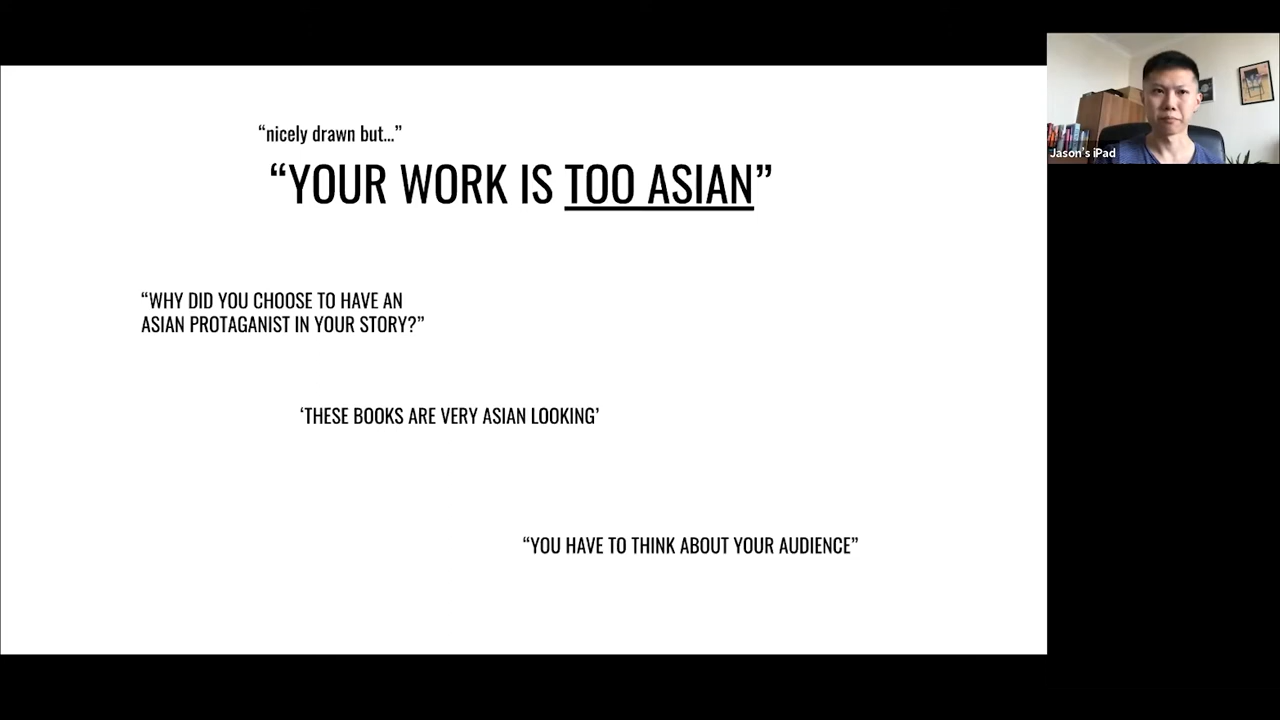 “nicely drawn but...”
“YOUR WORK IS TOO ASIAN”
“WHY DID YOU CHOOSE TO HAVE AN
ASIAN PROTAGANIST IN YOUR STORY?”
‘THESE BOOKS ARE VERY ASIAN LOOKING’
“YOU HAVE TO THINK ABOUT YOUR AUDIENCE”
Jason's iPad